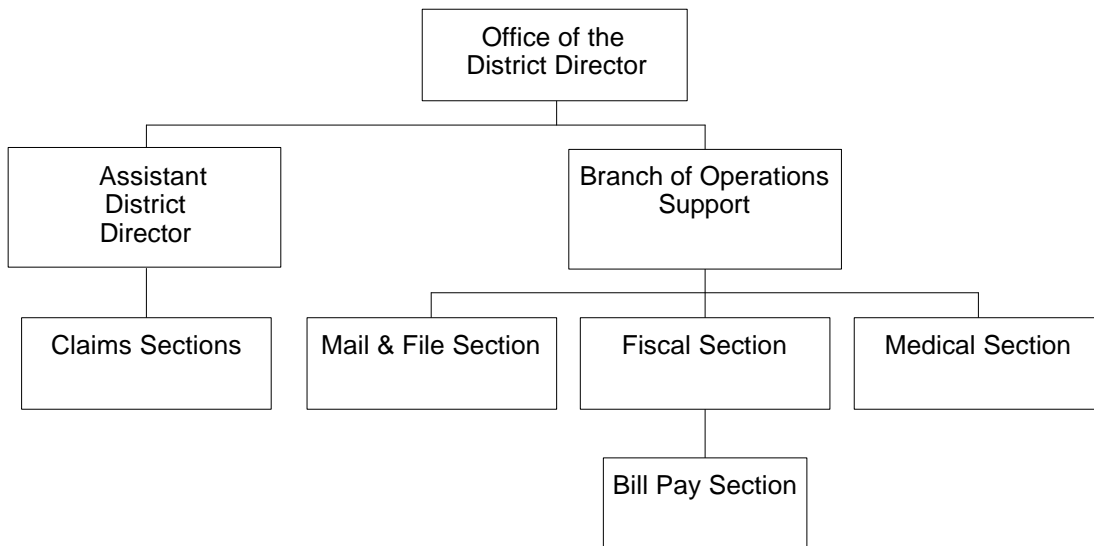 Office of the
District Director
Assistant
District
Director
Branch of Operations
Support
Claims Sections
Mail & File Section
Fiscal Section
Medical Section
Bill Pay Section